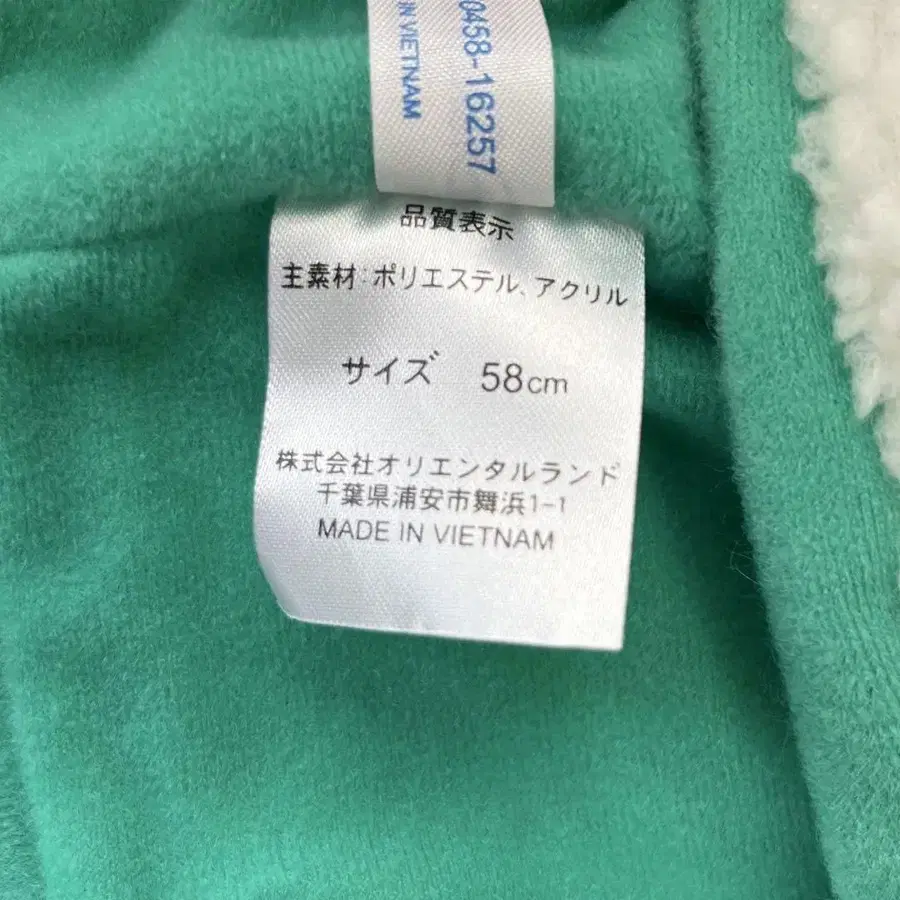 0458-16257
IN VIETNAM
品質表示
主素材:ポリエステル、アクリル
サイズ 58cm
株式会社オリエンタルランド
千葉県浦安市舞浜1-1
MADE IN VIETNAM